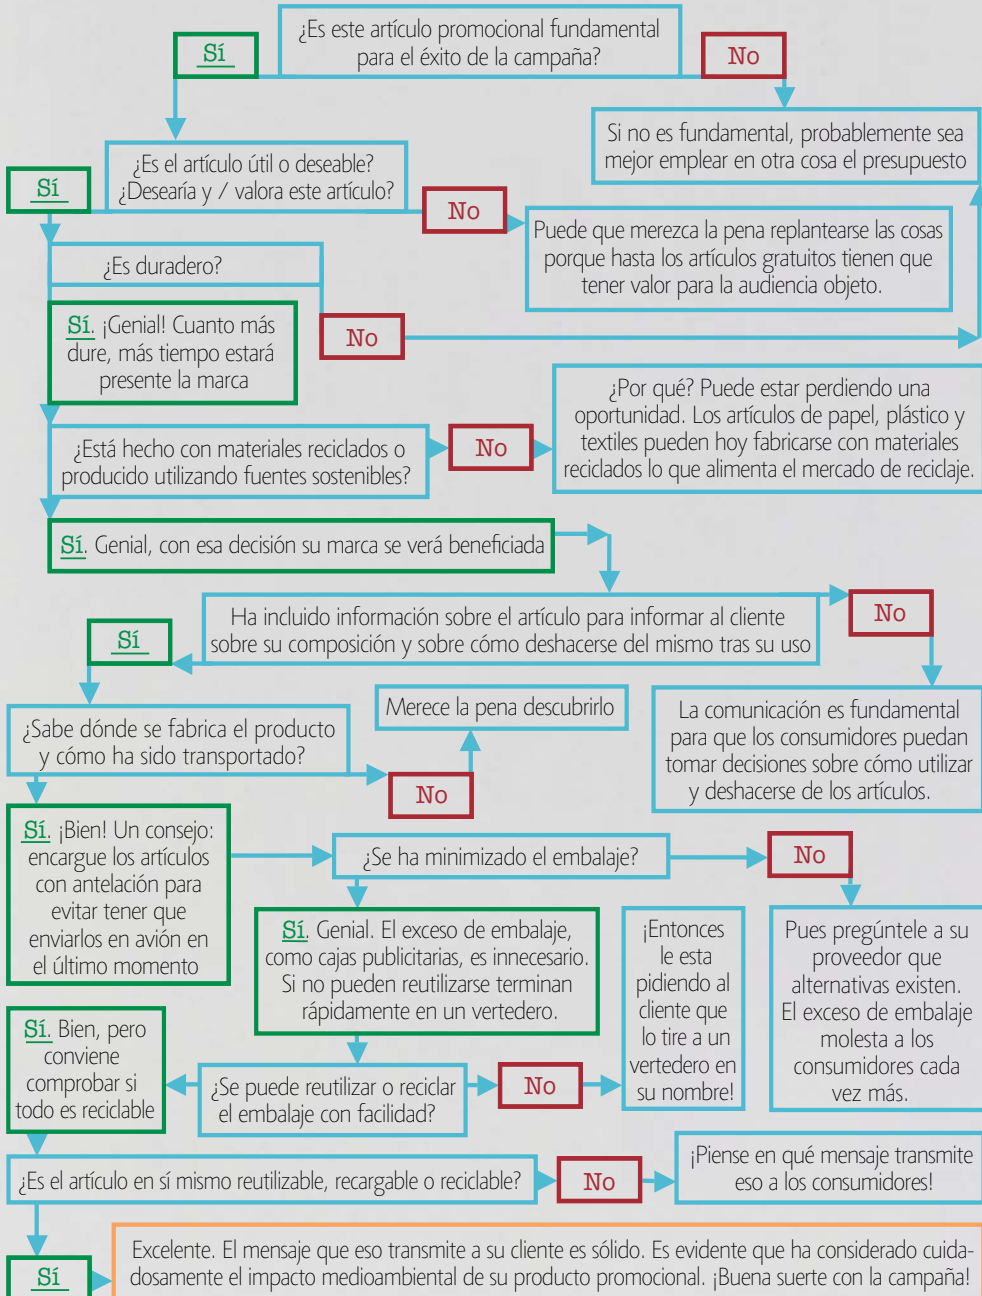 ¿Es este artículo promocional fundamental
para el éxito de la campaña?
Sí
No
Si no es fundamental, probablemente sea
mejor emplear en otra cosa el presupuesto
¿Es el artículo útil o deseable?
¿Desearía y / valora este artículo?
Sí
No
Puede que merezca la pena replantearse las cosas
porque hasta los artículos gratuitos tienen que
tener valor para la audiencia objeto.
¿Es duradero?
Sí. ¡Genial! Cuanto más
dure, más tiempo estará
presente la marca
No
¿Está hecho con materiales reciclados o
producido utilizando fuentes sostenibles?
No
¿Por qué? Puede estar perdiendo una
oportunidad. Los artículos de papel, plástico y
textiles pueden hoy fabricarse con materiales
reciclados lo que alimenta el mercado de reciclaje.
Sí. Genial, con esa decisión su marca se verá beneficiada
Ha incluido información sobre el artículo para informar al cliente
sobre su composición y sobre cómo deshacerse del mismo tras su uso
Sí
No
La comunicación es fundamental
para que los consumidores puedan
tomar decisiones sobre cómo utilizar
y deshacerse de los artículos.
¿Sabe dónde se fabrica el producto
y cómo ha sido transportado?
No
Merece la pena descubrirlo
Sí. ¡Bien! Un consejo:
encargue los artículos
con antelación para
evitar tener que
enviarlos en avión en
el último momento
¿Se ha minimizado el embalaje?
No
Pues pregúntele a su
proveedor que
alternativas existen.
El exceso de embalaje
molesta a los
consumidores cada
vez más.
Sí. Genial. El exceso de embalaje,
como cajas publicitarias, es innecesario.
Si no pueden reutilizarse terminan
rápidamente en un vertedero.
¿Se puede reutilizar o reciclar
el embalaje con facilidad?
No
¡Entonces
le esta
pidiendo al
cliente que
lo tire a un
vertedero en
su nombre!
Sí. Bien, pero
conviene
comprobar si
todo es reciclable
¿Es el artículo en sí mismo reutilizable, recargable o reciclable?
No
¡Piense en qué mensaje transmite
eso a los consumidores!
Sí
Excelente. El mensaje que eso transmite a su cliente es sólido. Es evidente que ha considerado cuida-
dosamente el impacto medioambiental de su producto promocional. ¡Buena suerte con la campaña!